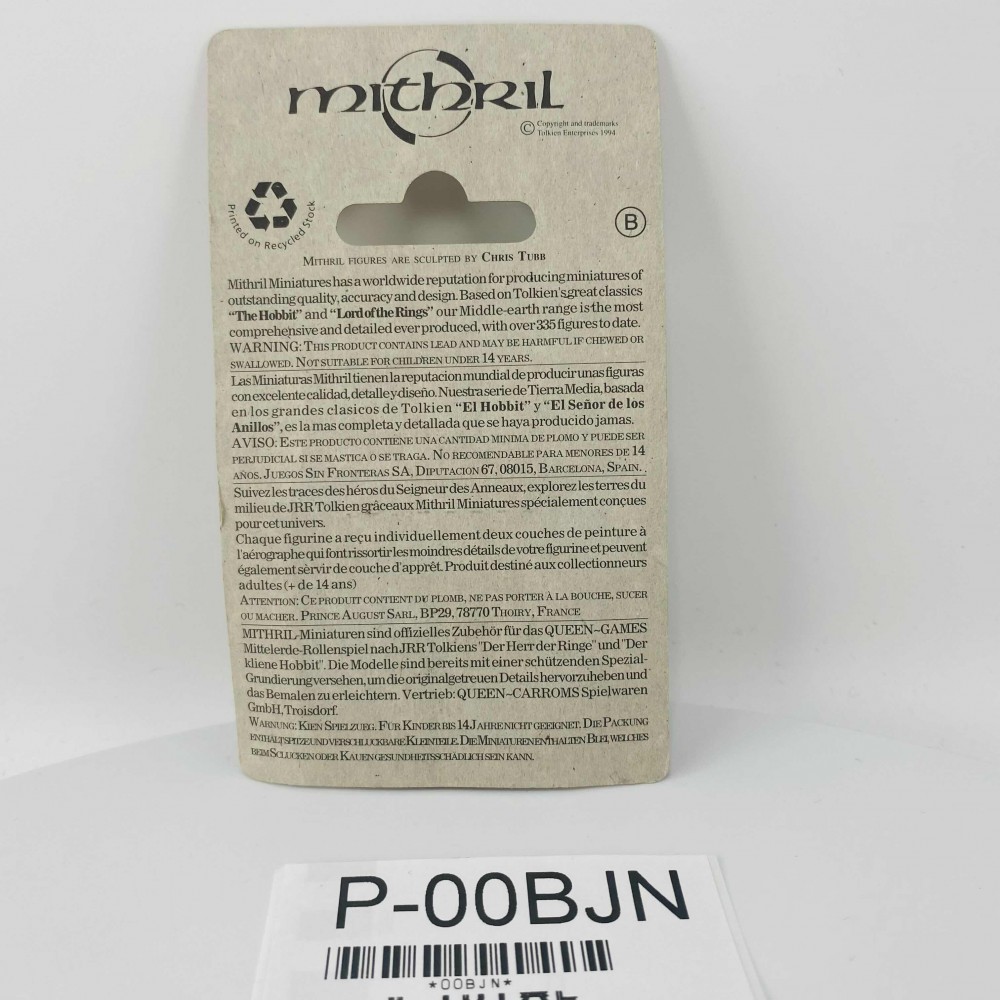 mithril
© Copyright and trademarks
Tolkien Enterprises 1994
Printed on Recycled Stock
B
MITHRIL FIGURES ARE SCULPTED BY CHRIS TUBB
Mithril Miniatures has a worldwide reputation for producing miniatures of
outstanding quality, accuracy and design. Based on Tolkien's great classics
"The Hobbit" and "Lord of the Rings" our Middle-earth range is the most
comprehensive and detailed ever produced, with over 335 figures to date.
WARNING: THIS PRODUCT CONTAINS LEAD AND MAY BE HARMFUL IF CHEWED OR
SWALLOWED. NOT SUITABLE FOR CHILDREN UNDER 14 YEARS.
Las Miniaturas Mithril tienen la reputacion mundial de producir unas figuras
con excelente calidad, detalle y diseño. Nuestra serie de Tierra Media, basada
en los grandes clasicos de Tolkien "El Hobbit" y "El Señor de los
Anillos", es la mas completa y detallada que se haya producido jamas.
AVISO: ESTE PRODUCTO CONTIENE UNA CANTIDAD MINIMA DE PLOMO Y PUEDE SER
PERJUDICIAL SI SE MASTICA O SE TRAGA. NO RECOMENDABLE PARA MENORES DE 14
AÑOS. JUEGOS SIN FRONTERAS SA, DIPUTACION 67, 08015, BARCELONA, SPAIN.
Suivez les traces des héros du Seigneur des Anneaux, explorez les terres du
milieu de JRR Tolkien grâce aux Mithril Miniatures spécialement conçues
pour cet univers.
Chaque figurine a reçu individuellement deux couches de peinture à
l'aérographe qui font rissortir les moindres détails de votre figurine et peuvent
également servir de couche d'apprêt. Produit destiné aux collectionneurs
adultes (+ de 14 ans)
ATTENTION: CE PRODUIT CONTIENT DU PLOMB, NE PAS PORTER À LA BOUCHE, SUCER
OU MACHER. PRINCE AUGUST SARL, BP29, 78770 THOIRY, FRANCE
MITHRIL-Miniaturen sind offizielles Zubehör für das QUEEN~GAMES
Mittelerde-Rollenspiel nach JRR Tolkiens "Der Herr der Ringe" und "Der
kliene Hobbit". Die Modelle sind bereits mit einer schützenden Spezial-
Grundierung versehen, um die originalgetreuen Details hervorzuheben und
das Bemalen zu erleichtern. Vertrieb: QUEEN~CARROMS Spielwaren
GmbH, Troisdorf.
WARNUNG: KIEN SPIELZUEG. FÜR KINDER BIS 14 JAHRE NICHT GEEIGNET. DIE PACKUNG
ENTHÄLT SPITZE UND VERSCHLUCKBARE KLEINTEILE. DIE MINIATUREN ENTHALTEN BLEI, WELCHES
BEIM SCLUCKEN ODER KAUEN GESUNDHEITSSCHÄDLICH SEIN KANN.
P-00BJN
*00BJN*